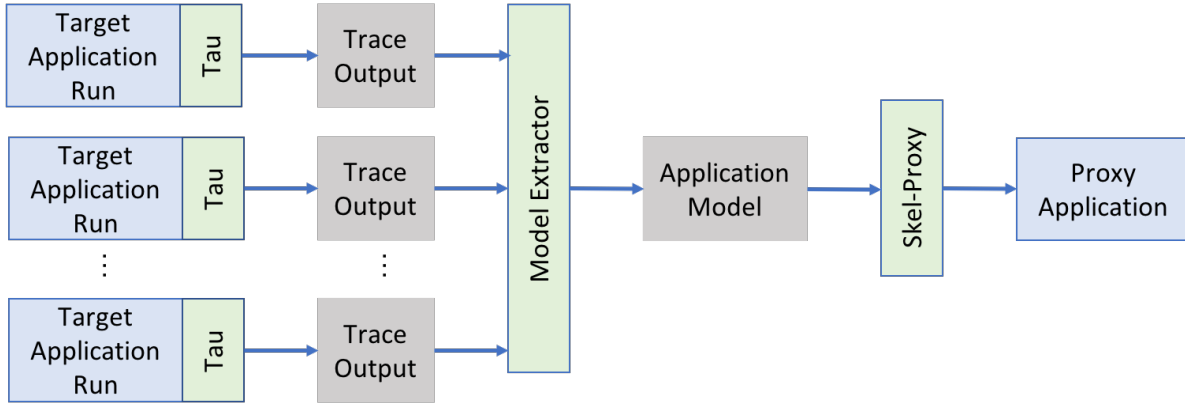 Target
Application
Run
Tau
Trace
Output
Target
Application
Run
Tau
Trace
Output
⋮
⋮
Target
Application
Run
Tau
Trace
Output
Model Extractor
Application
Model
Skel-Proxy
Proxy
Application